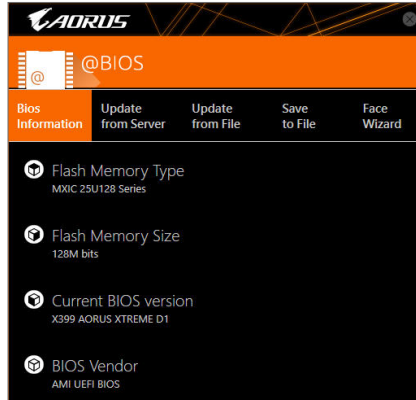 AORUS
@BIOS
@
Bios Information
Update from Server
Update from File
Save to File
Face Wizard
Flash Memory Type
MXIC 25U128 Series
Flash Memory Size
128M bits
Current BIOS version
X399 AORUS XTREME D1
BIOS Vendor
AMI UEFI BIOS